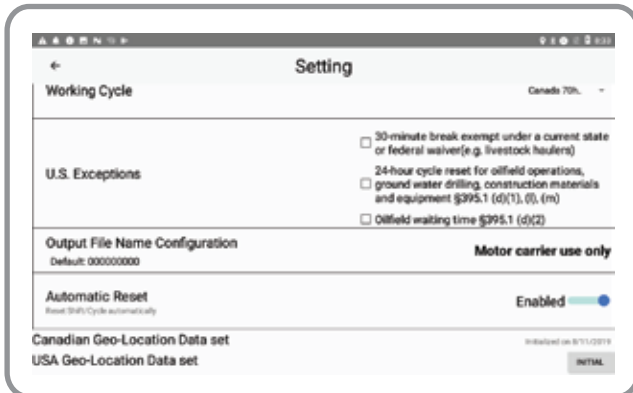 8:33
← Setting
Working Cycle
Canada 70h.
30-minute break exempt under a current state
or federal waiver(e.g. livestock haulers)
U.S. Exceptions
24-hour cycle reset for oilfield operations,
ground water drilling, construction materials
and equipment §395.1 (d)(1), (l), (m)
Oilfield waiting time §395.1 (d)(2)
Output File Name Configuration
Default: 000000000
Motor carrier use only
Automatic Reset
Reset Shift/Cycle automatically
Enabled
Canadian Geo-Location Data set
Initialized on 8/11/2019
USA Geo-Location Data set
INITIAL